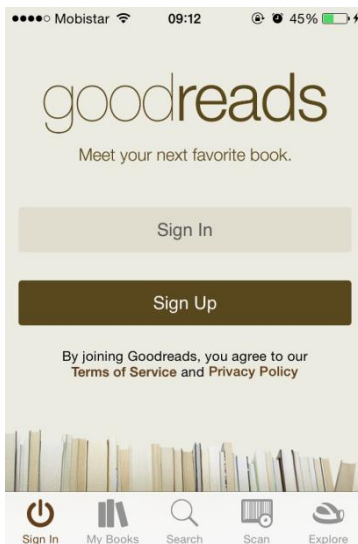 Mobistar 09:12 45%
goodreads
Meet your next favorite book.
Sign In
Sign Up
By joining Goodreads, you agree to our
Terms of Service and Privacy Policy
Sign In My Books Search Scan Explore